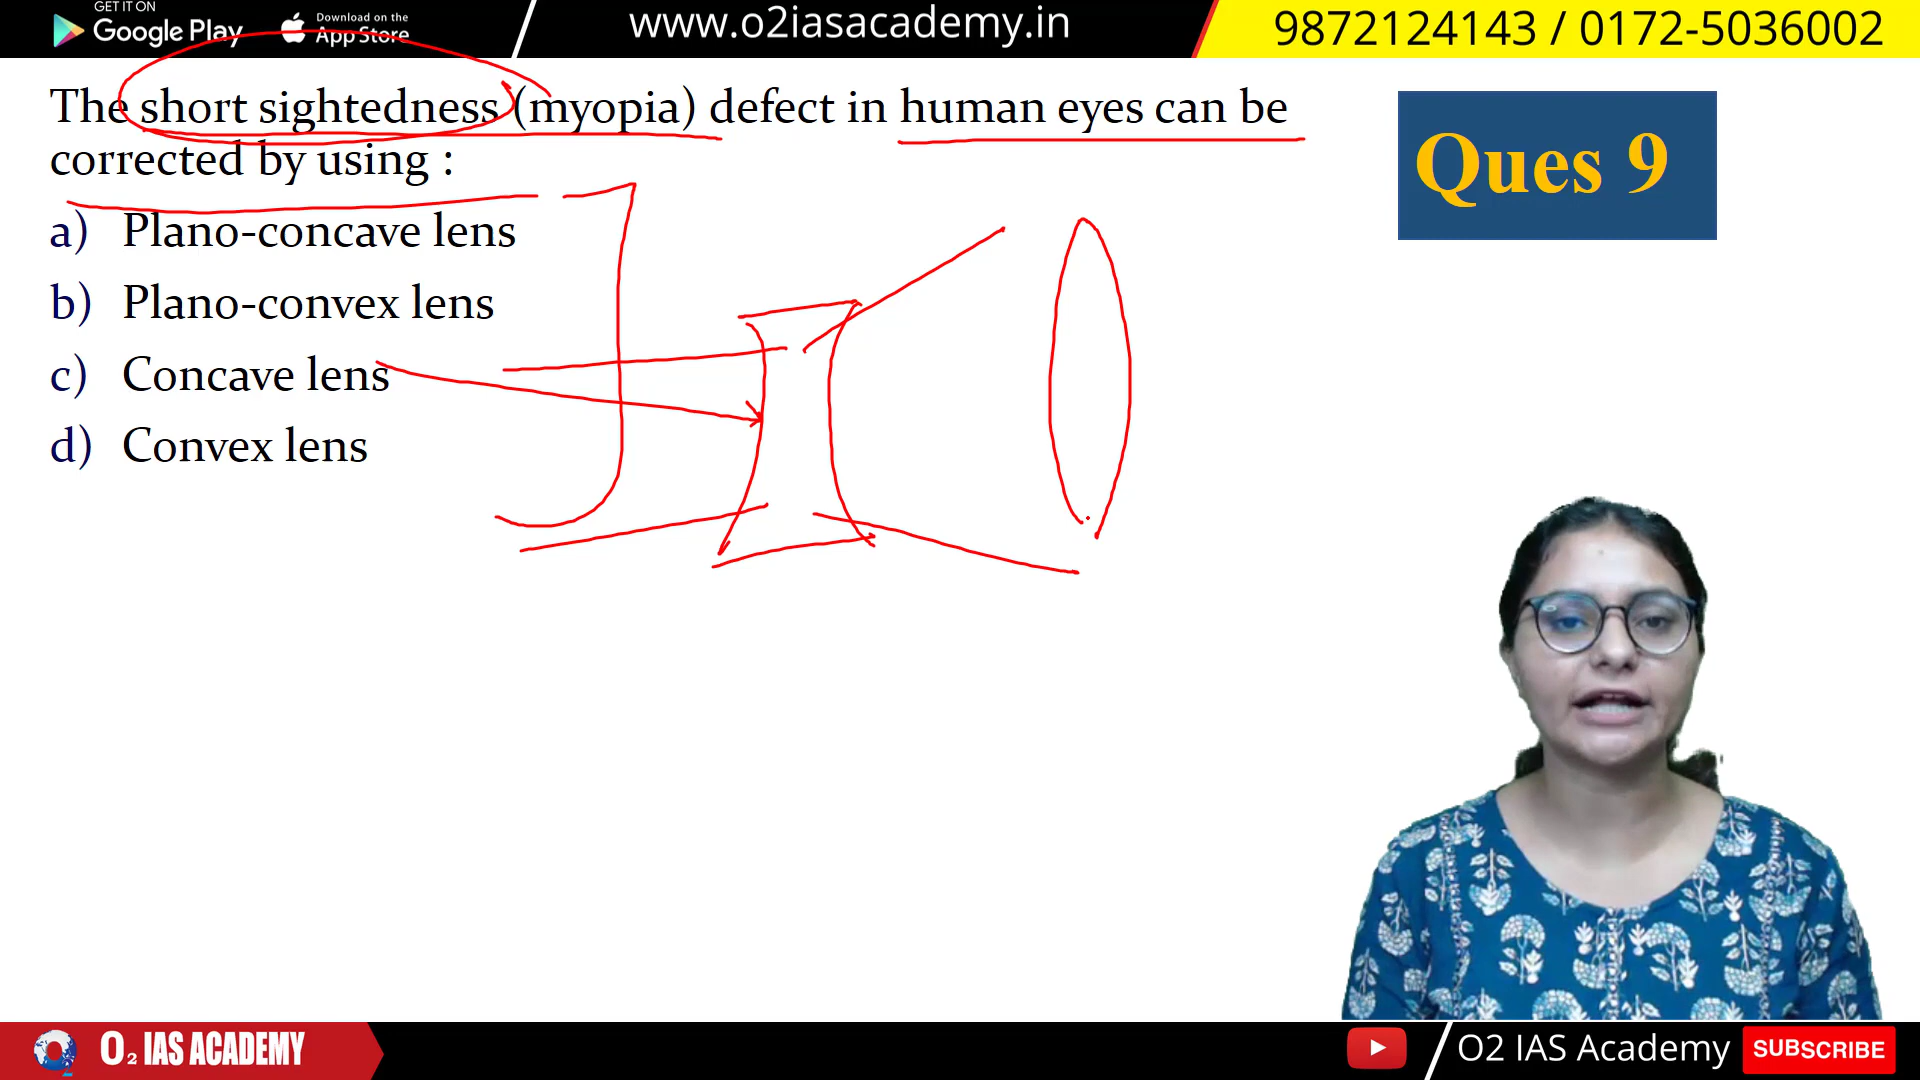 GET IT ON
Google Play
Download on the
App Store
www.o2iasacademy.in
9872124143 / 0172-5036002
The short sightedness (myopia) defect in human eyes can be
corrected by using :
Ques 9
a) Plano-concave lens
b) Plano-convex lens
c) Concave lens
d) Convex lens
O2 IAS ACADEMY
O2 IAS Academy
SUBSCRIBE